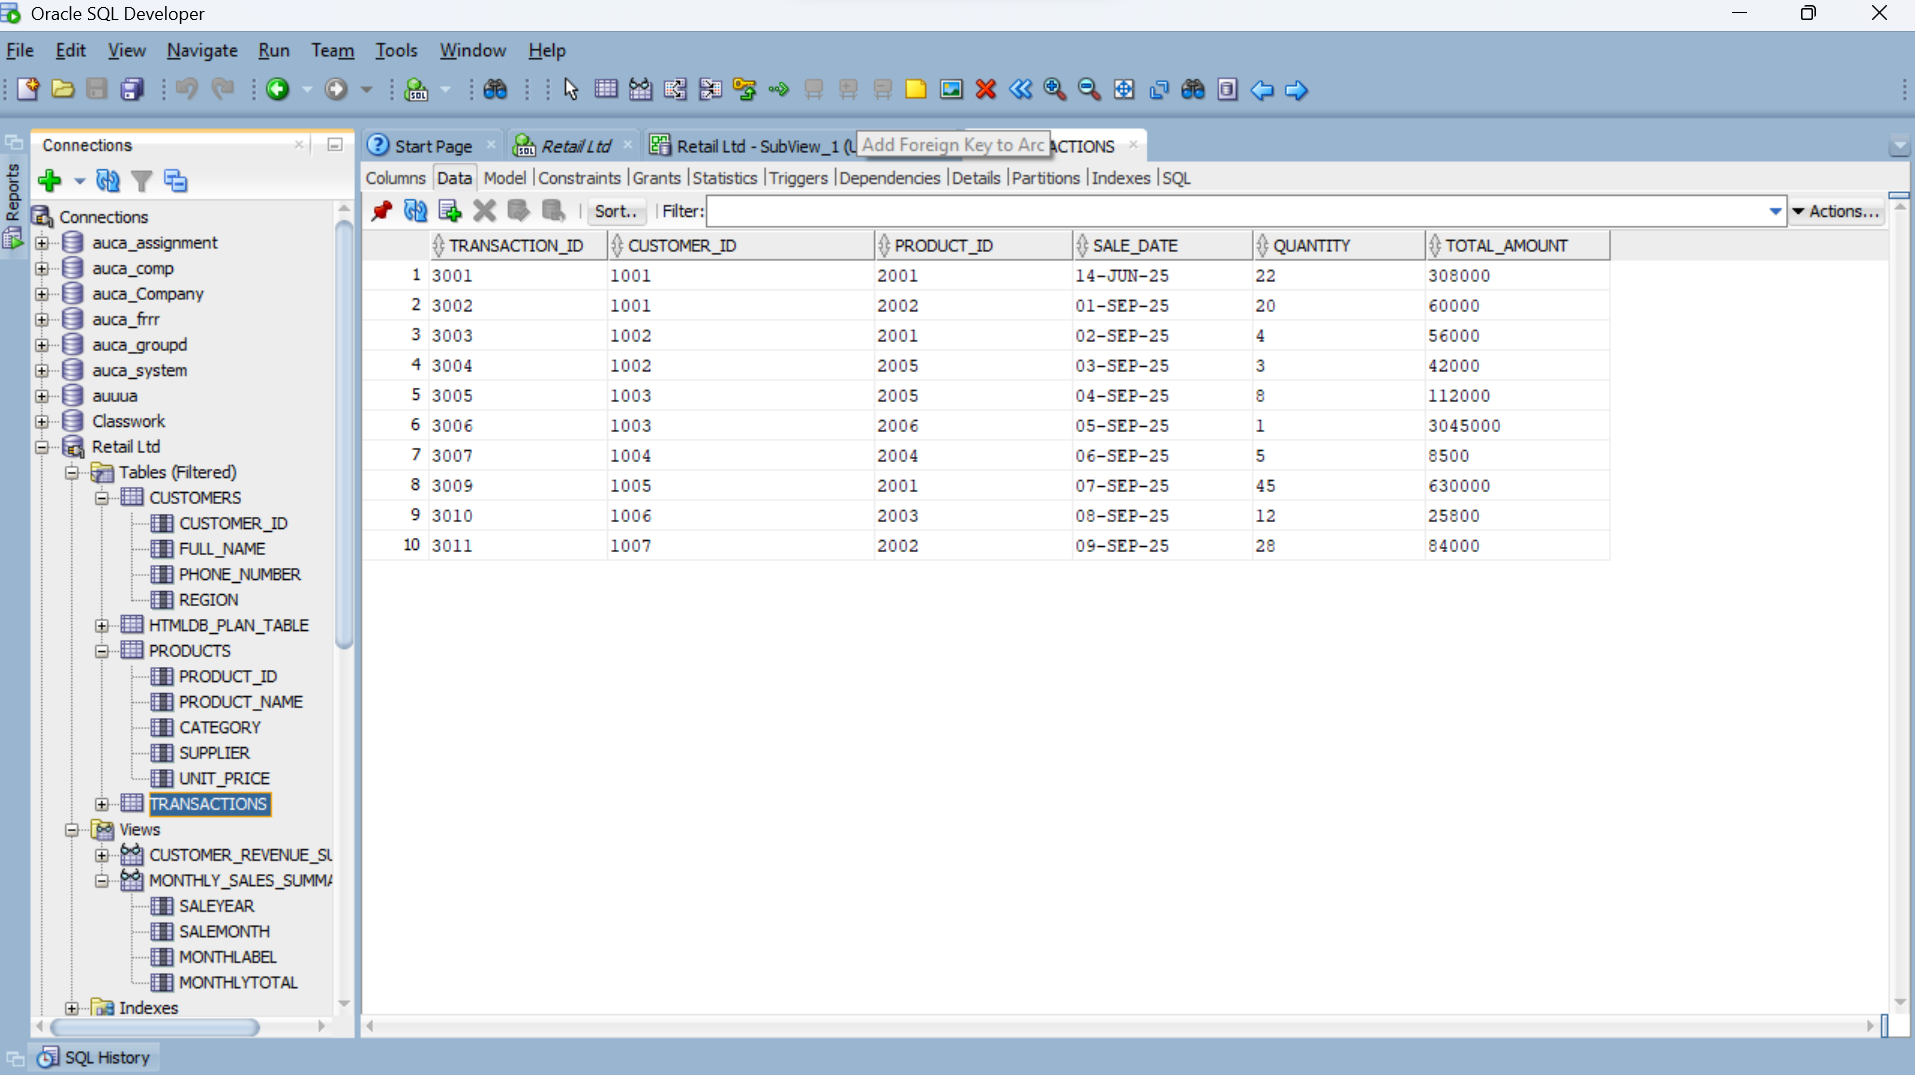 Oracle SQL Developer
File Edit View Navigate Run Team Tools Window Help
Reports
Connections
Start Page
Retail Ltd
Retail Ltd - SubView_1 (
Add Foreign Key to Arc
ACTIONS
Columns Data Model Constraints Grants Statistics Triggers Dependencies Details Partitions Indexes SQL
Sort.. Filter: Actions...
Connections
auca_assignment
auca_comp
auca_Company
auca_frrr
auca_groupd
auca_system
auuua
Classwork
Retail Ltd
Tables (Filtered)
CUSTOMERS
CUSTOMER_ID
FULL_NAME
PHONE_NUMBER
REGION
HTMLDB_PLAN_TABLE
PRODUCTS
PRODUCT_ID
PRODUCT_NAME
CATEGORY
SUPPLIER
UNIT_PRICE
TRANSACTIONS
Views
CUSTOMER_REVENUE_SU
MONTHLY_SALES_SUMMA
SALEYEAR
SALEMONTH
MONTHLABEL
MONTHLYTOTAL
Indexes
TRANSACTION_ID CUSTOMER_ID PRODUCT_ID SALE_DATE QUANTITY TOTAL_AMOUNT
1 3001 1001 2001 14-JUN-25 22 308000
2 3002 1001 2002 01-SEP-25 20 60000
3 3003 1002 2001 02-SEP-25 4 56000
4 3004 1002 2005 03-SEP-25 3 42000
5 3005 1003 2005 04-SEP-25 8 112000
6 3006 1003 2006 05-SEP-25 1 3045000
7 3007 1004 2004 06-SEP-25 5 8500
8 3009 1005 2001 07-SEP-25 45 630000
9 3010 1006 2003 08-SEP-25 12 25800
10 3011 1007 2002 09-SEP-25 28 84000
SQL History